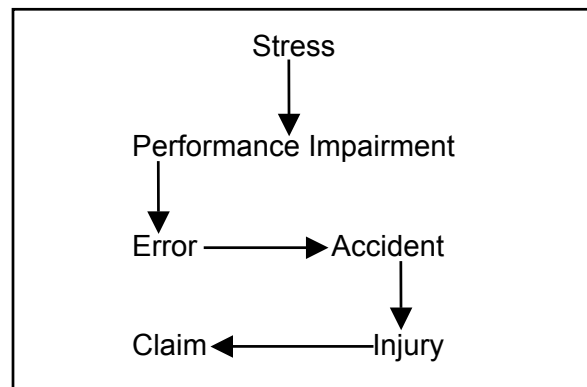 Stress
Performance Impairment
Error Accident
Claim Injury